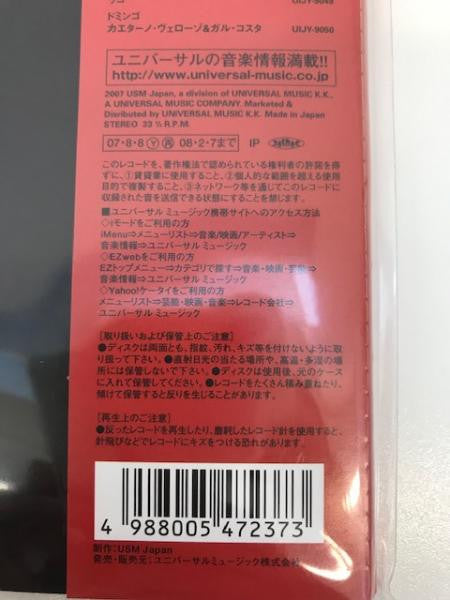 リコ UIJY-9049
ドミンゴ
カエターノ・ヴェローゾ&ガル・コスタ UIJY-9050
ユニバーサルの音楽情報満載!!
http://www.universal-music.co.jp
2007 USM Japan, a division of UNIVERSAL MUSIC K.K.,
A UNIVERSAL MUSIC COMPANY. Marketed &
Disributed by UNIVERSAL MUSIC K.K. Made in Japan
STEREO 33 ⅓ R.P.M.
07・8・8 Ⓨ 再 08・2・7まで IP
このレコードを、著作権法で認められている権利者の許諾を得
ずに、①賃貸業に使用すること、②個人的な範囲を超える使用
目的で複製すること、③ネットワーク等を通じてこのレコードに
収録された音を送信できる状態にすることを禁じます。
■ユニバーサル ミュージック携帯サイトへのアクセス方法
◇iモードをご利用の方
iMenu⇒メニューリスト⇒音楽/映画/アーティスト⇒
音楽情報⇒ユニバーサル ミュージック
◇EZwebをご利用の方
EZトップメニュー⇒カテゴリで探す⇒音楽・映画・芸能⇒
音楽情報⇒ユニバーサル ミュージック
◇Yahoo!ケータイをご利用の方
メニューリスト⇒芸能・映画・音楽⇒レコード会社⇒
ユニバーサル ミュージック
[取り扱いおよび保管上のご注意]
●ディスクは両面とも、指紋、汚れ、キズ等を付けないように取
り扱って下さい。●直射日光の当たる場所や、高温・多湿の場
所には保管しないで下さい。●ディスクは使用後、元のケース
に入れて保管してください。●レコードをたくさん積み重ねたり、
傾けて保管すると反りを生じることがあります。
[再生上のご注意]
●反ったレコードを再生したり、磨耗したレコード針を使用すると、
針飛びなどでレコードにキズをつける恐れがあります。
4 988005 472373
制作:USM Japan
発売・販売元:ユニバーサルミュージック株式会社